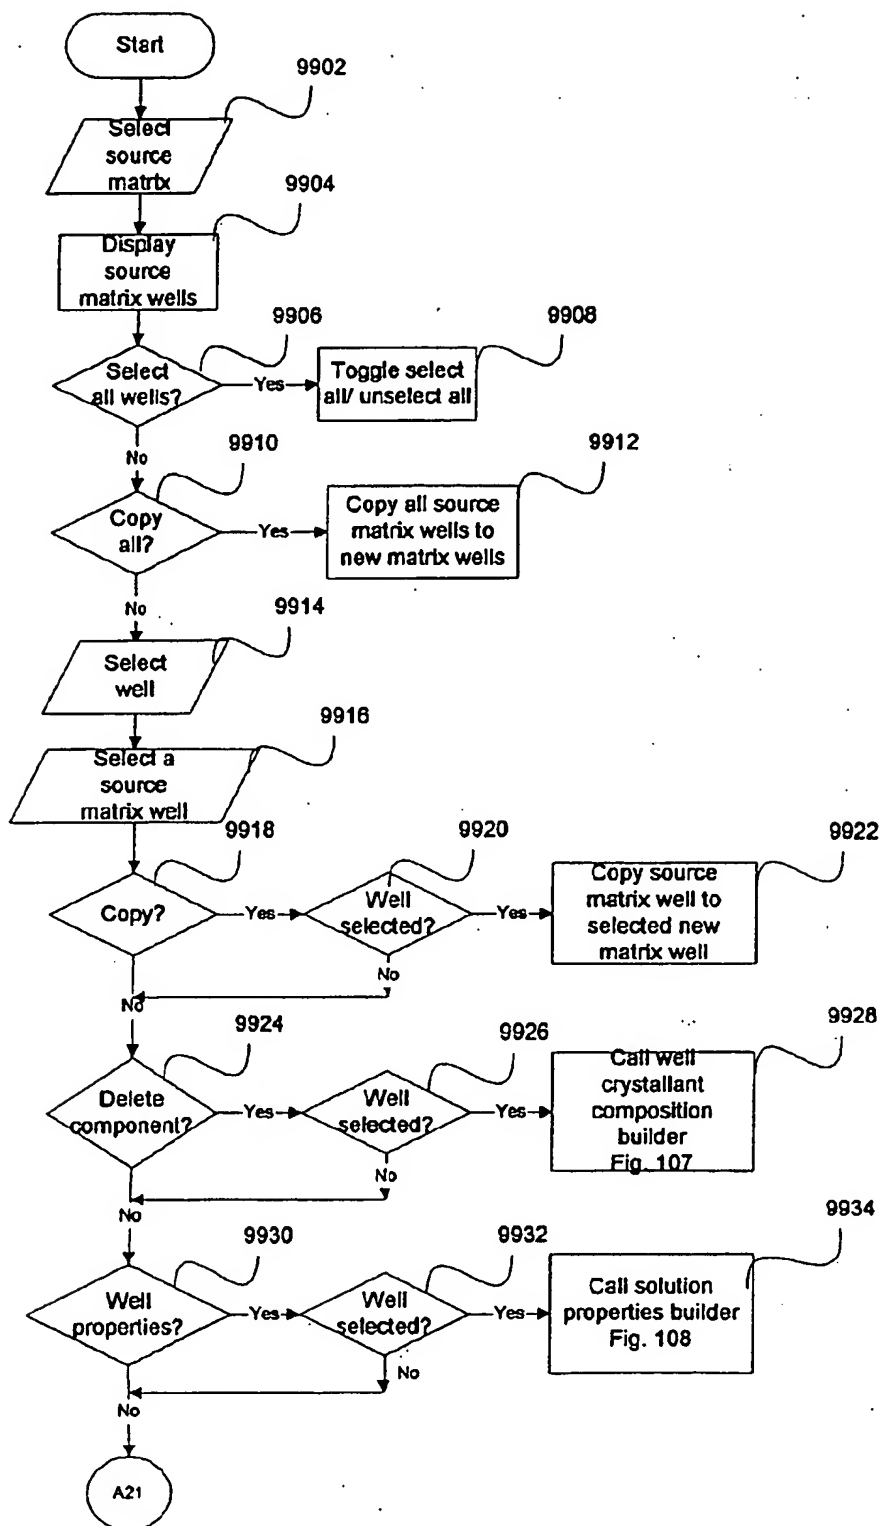 Start
9902
Select
source
matrix
9904
Display
source
matrix wells
9906
9908
Select
all wells?
Yes
Toggle select
all/ unselect all
No
9910
9912
Copy
all?
Yes
Copy all source
matrix wells to
new matrix wells
No
9914
Select
well
9916
Select a
source
matrix well
9918
9920
9922
Copy?
Yes
Well
selected?
Yes
Copy source
matrix well to
selected new
matrix well
No
No
9924
9926
9928
Delete
component?
Yes
Well
selected?
Yes
Call well
crystallant
composition
builder
Fig. 107
No
No
9930
9932
9934
Well
properties?
Yes
Well
selected?
Yes
Call solution
properties builder
Fig. 108
No
No
A21